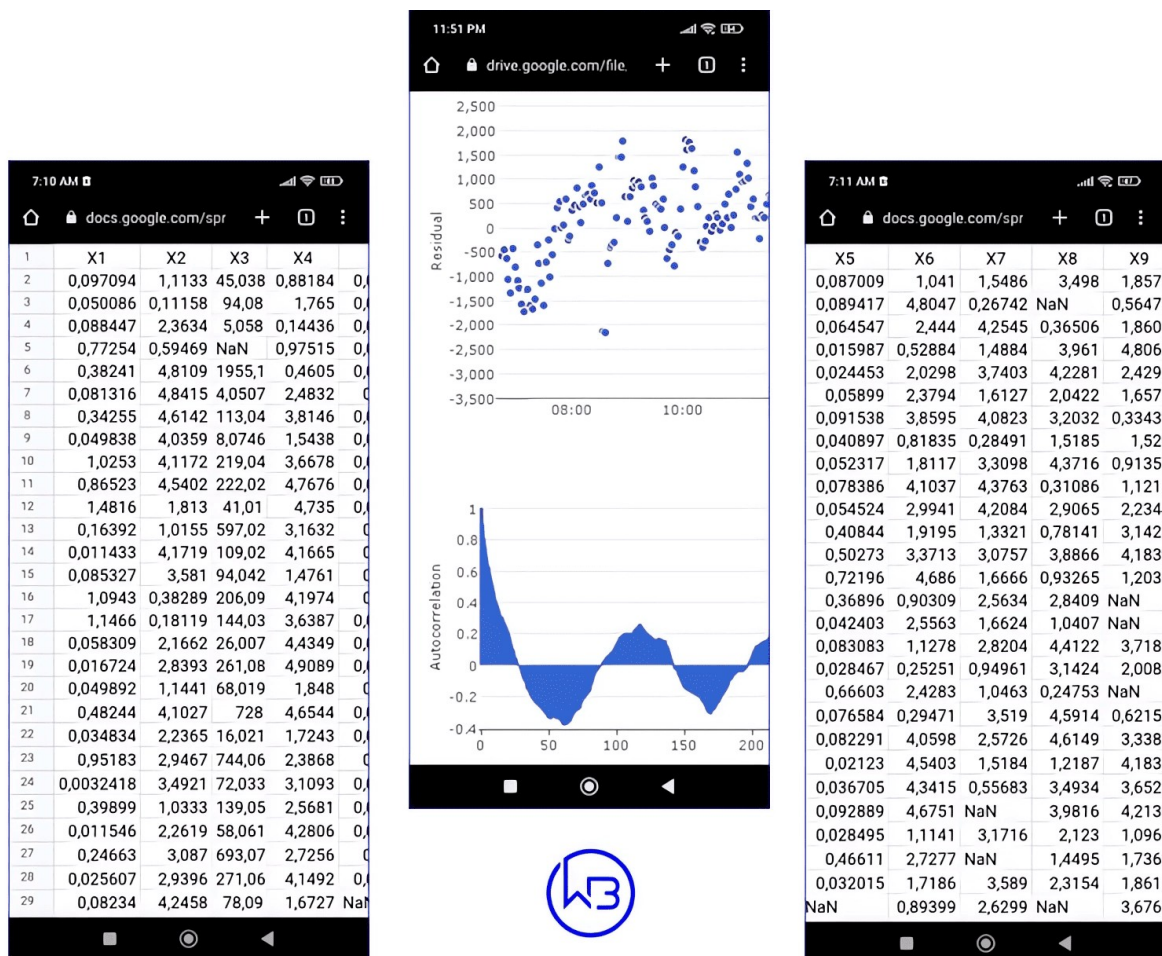 7:10 AM
docs.google.com/spr + 1
1 X1 X2 X3 X4
2 0,097094 1,1133 45,038 0,88184 0,
3 0,050086 0,11158 94,08 1,765 0,
4 0,088447 2,3634 5,058 0,14436 0,
5 0,77254 0,59469 NaN 0,97515 0,
6 0,38241 4,8109 1955,1 0,4605 0,
7 0,081316 4,8415 4,0507 2,4832
8 0,34255 4,6142 113,04 3,8146 0,
9 0,049838 4,0359 8,0746 1,5438 0,
10 1,0253 4,1172 219,04 3,6678 0,
11 0,86523 4,5402 222,02 4,7676 0,
12 1,4816 1,813 41,01 4,735 0,
13 0,16392 1,0155 597,02 3,1632
14 0,011433 4,1719 109,02 4,1665
15 0,085327 3,581 94,042 1,4761
16 1,0943 0,38289 206,09 4,1974
17 1,1466 0,18119 144,03 3,6387 0,
18 0,058309 2,1662 26,007 4,4349 0,
19 0,016724 2,8393 261,08 4,9089 0,
20 0,049892 1,1441 68,019 1,848
21 0,48244 4,1027 728 4,6544 0,
22 0,034834 2,2365 16,021 1,7243 0,
23 0,95183 2,9467 744,06 2,3868
24 0,0032418 3,4921 72,033 3,1093 0,
25 0,39899 1,0333 139,05 2,5681 0,
26 0,011546 2,2619 58,061 4,2806 0,
27 0,24663 3,087 693,07 2,7256
28 0,025607 2,9396 271,06 4,1492 0,
29 0,08234 4,2458 78,09 1,6727 NaN
11:51 PM
drive.google.com/file, + 1
2,500
2,000
1,500
1,000
500
0
-500
-1,000
-1,500
-2,000
-2,500
-3,000
-3,500
Residual
08:00 10:00
1
0.8
0.6
0.4
0.2
0
-0.2
-0.4
Autocorrelation
0 50 100 150 200
7:11 AM
docs.google.com/spr + 1
X5 X6 X7 X8 X9
0,087009 1,041 1,5486 3,498 1,857
0,089417 4,8047 0,26742 NaN 0,5647
0,064547 2,444 4,2545 0,36506 1,860
0,015987 0,52884 1,4884 3,961 4,806
0,024453 2,0298 3,7403 4,2281 2,429
0,05899 2,3794 1,6127 2,0422 1,657
0,091538 3,8595 4,0823 3,2032 0,3343
0,040897 0,81835 0,28491 1,5185 1,52
0,052317 1,8117 3,3098 4,3716 0,9135
0,078386 4,1037 4,3763 0,31086 1,121
0,054524 2,9941 4,2084 2,9065 2,234
0,40844 1,9195 1,3321 0,78141 3,142
0,50273 3,3713 3,0757 3,8866 4,183
0,72196 4,686 1,6666 0,93265 1,203
0,36896 0,90309 2,5634 2,8409 NaN
0,042403 2,5563 1,6624 1,0407 NaN
0,083083 1,1278 2,8204 4,4122 3,718
0,028467 0,25251 0,94961 3,1424 2,008
0,66603 2,4283 1,0463 0,24753 NaN
0,076584 0,29471 3,519 4,5914 0,6215
0,082291 4,0598 2,5726 4,6149 3,338
0,02123 4,5403 1,5184 1,2187 4,183
0,036705 4,3415 0,55683 3,4934 3,652
0,092889 4,6751 NaN 3,9816 4,213
0,028495 1,1141 3,1716 2,123 1,096
0,46611 2,7277 NaN 1,4495 1,736
0,032015 1,7186 3,589 2,3154 1,861
NaN 0,89399 2,6299 NaN 3,676